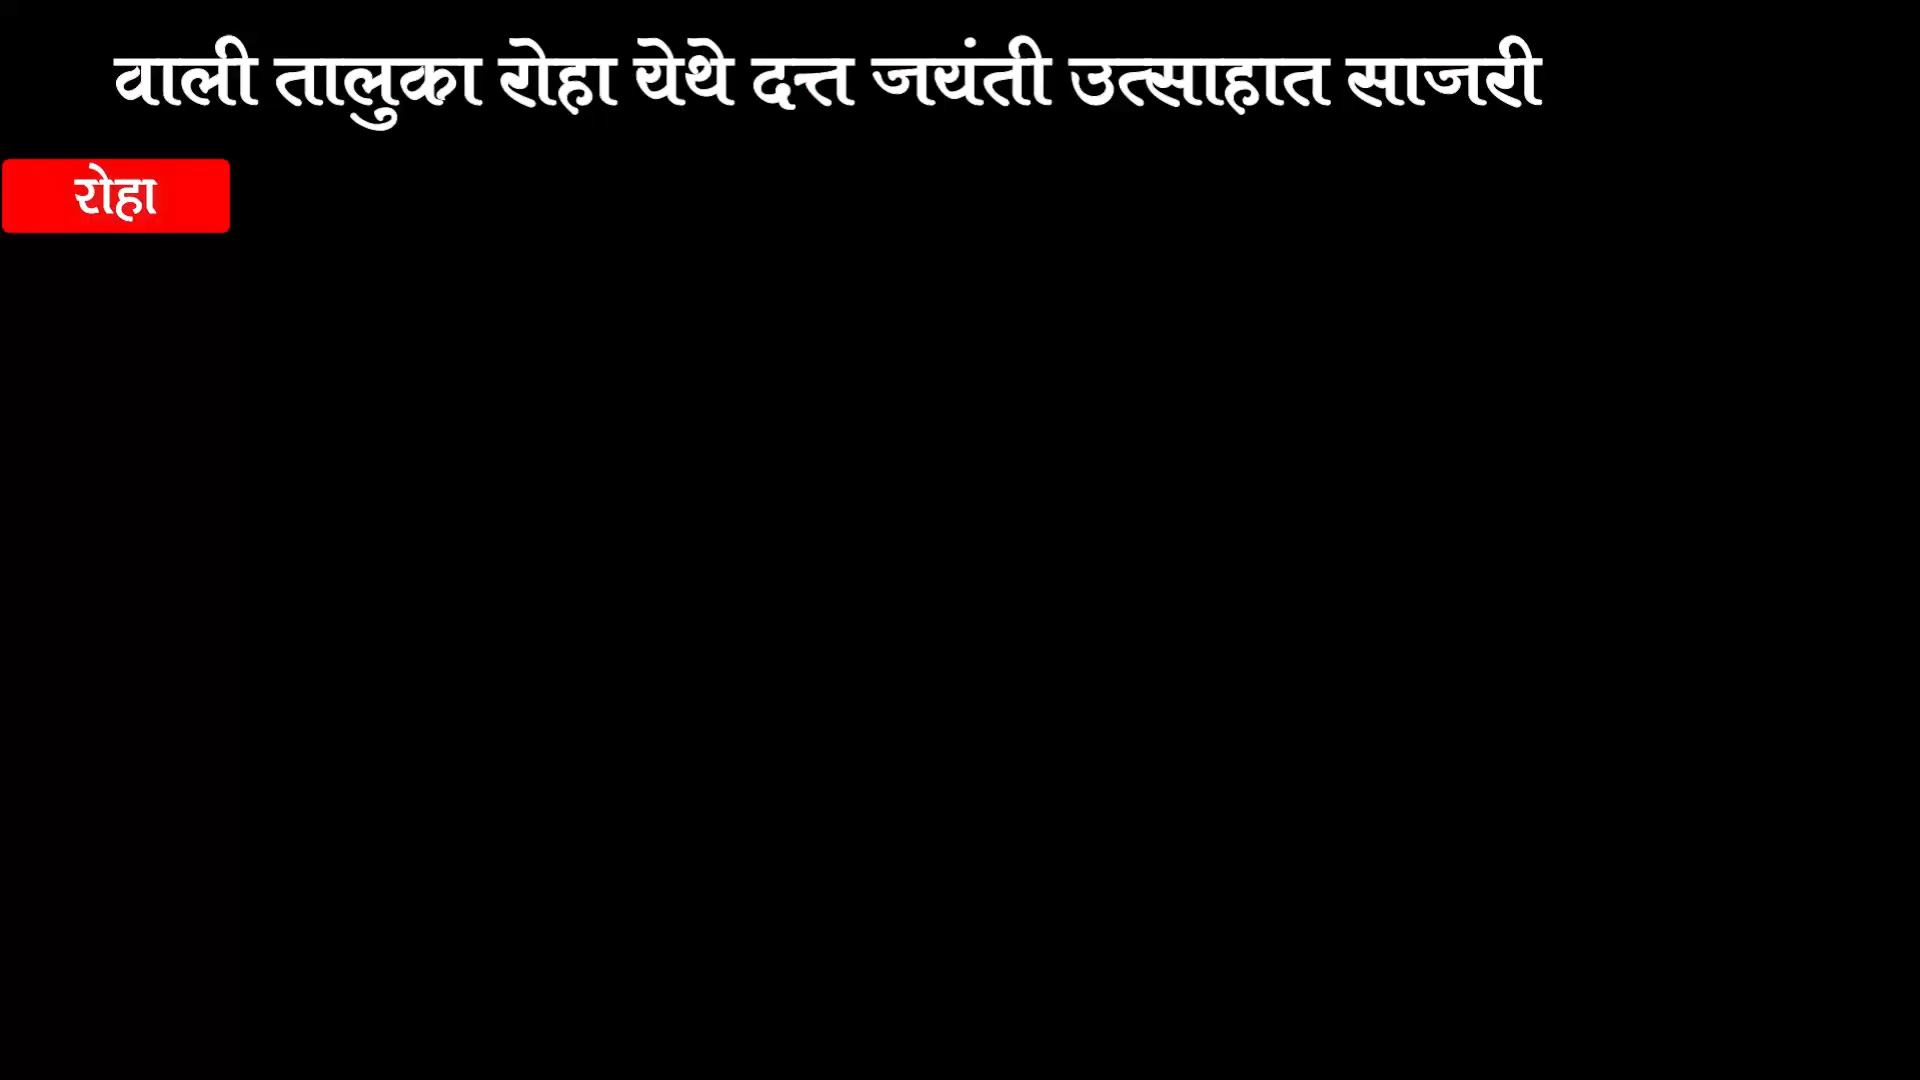 वाली तालुका रोहा येथे दत्त जयंती उत्साहात साजरी
रोहा